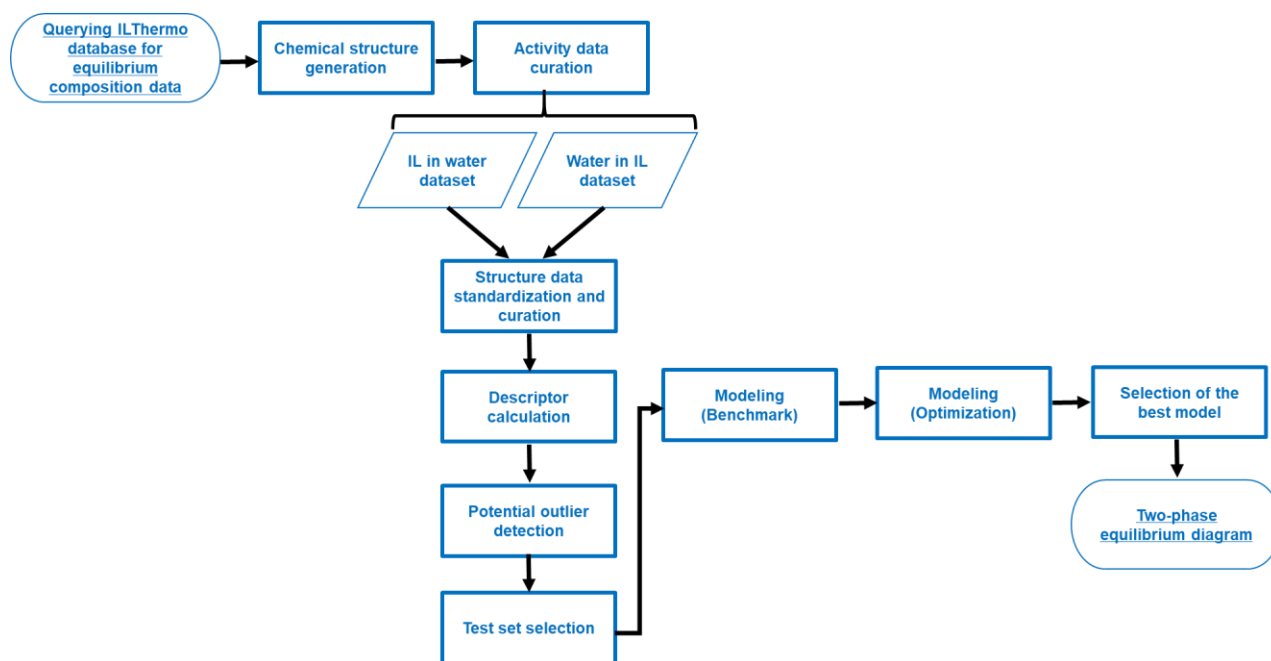 Querying ILThermo
database for
equilibrium
composition data
Chemical structure
generation
Activity data
curation
IL in water
dataset
Water in IL
dataset
Structure data
standardization and
curation
Descriptor
calculation
Potential outlier
detection
Test set selection
Modeling
(Benchmark)
Modeling
(Optimization)
Selection of the
best model
Two-phase
equilibrium diagram